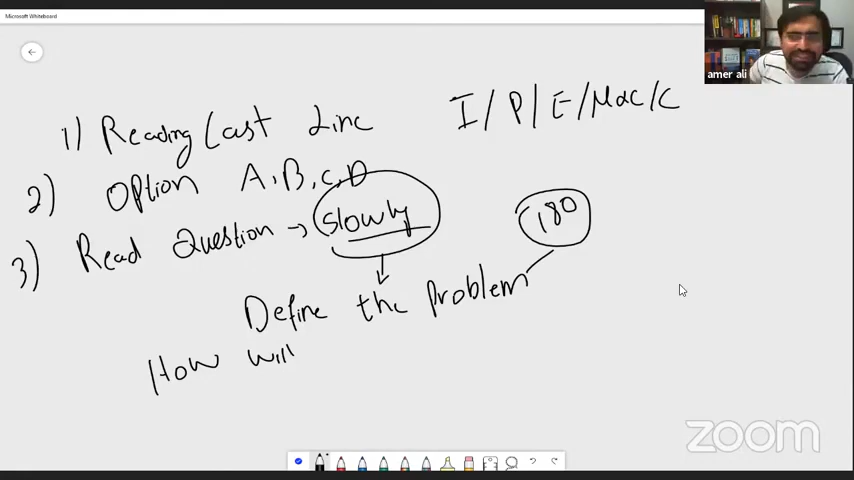 Microsoft Whiteboard
amer ali
1) Reading Last Line I/P/E/MOC/C
2) Option A, B, C, D
3) Read Question → slowly 180
Define the problem
How will
zoom